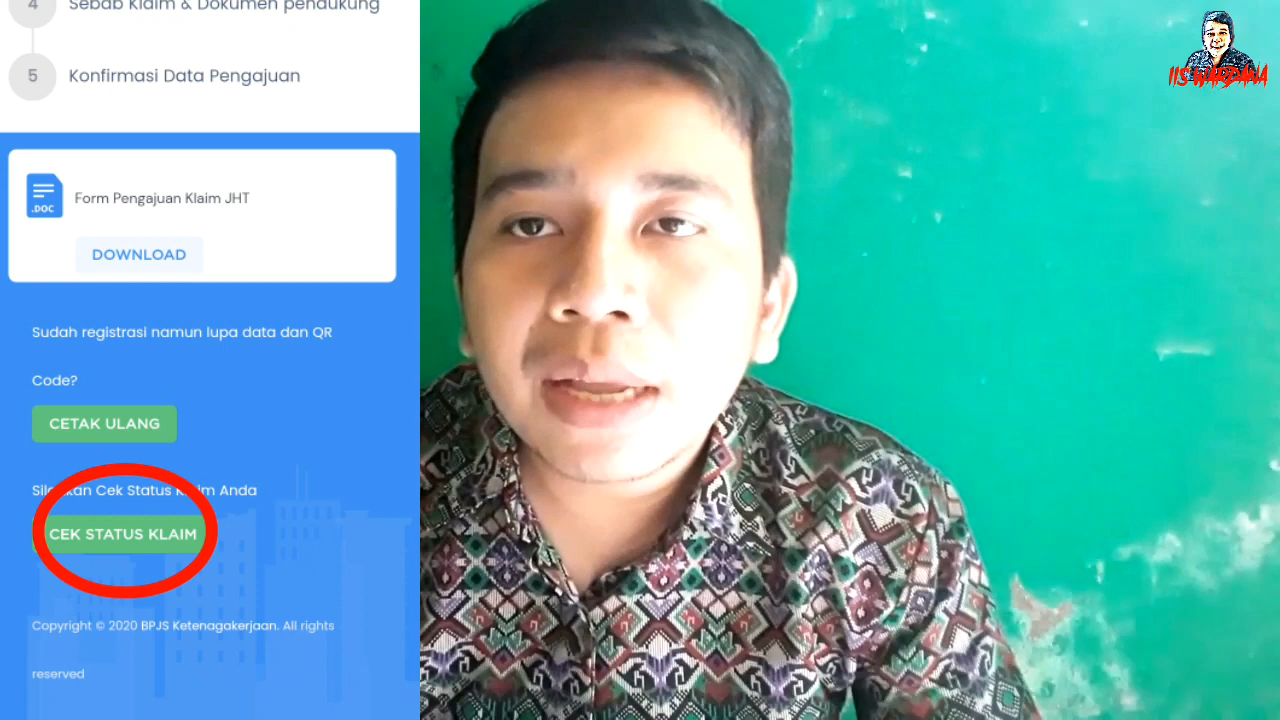 4 Sebab Klaim & Dokumen pendukung
5 Konfirmasi Data Pengajuan
.DOC
Form Pengajuan Klaim JHT
DOWNLOAD
Sudah registrasi namun lupa data dan QR
Code?
CETAK ULANG
Silahkan Cek Status Klaim Anda
CEK STATUS KLAIM
Copyright © 2020 BPJS Ketenagakerjaan. All rights
reserved
IIS WARDANA